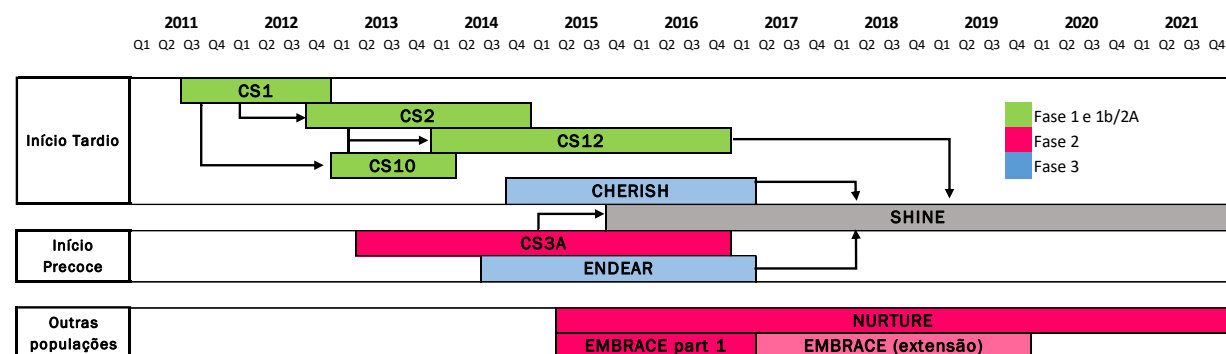 2011 2012 2013 2014 2015 2016 2017 2018 2019 2020 2021
Q1 Q2 Q3 Q4 Q1 Q2 Q3 Q4 Q1 Q2 Q3 Q4 Q1 Q2 Q3 Q4 Q1 Q2 Q3 Q4 Q1 Q2 Q3 Q4 Q1 Q2 Q3 Q4 Q1 Q2 Q3 Q4 Q1 Q2 Q3 Q4 Q1 Q2 Q3 Q4 Q1 Q2 Q3 Q4
CS1
CS2
Fase 1 e 1b/2A
Início Tardio
CS12
Fase 2
CS10
Fase 3
CHERISH
SHINE
Início
Precoce
CS3A
ENDEAR
Outras
populações
NURTURE
EMBRACE part 1
EMBRACE (extensão)